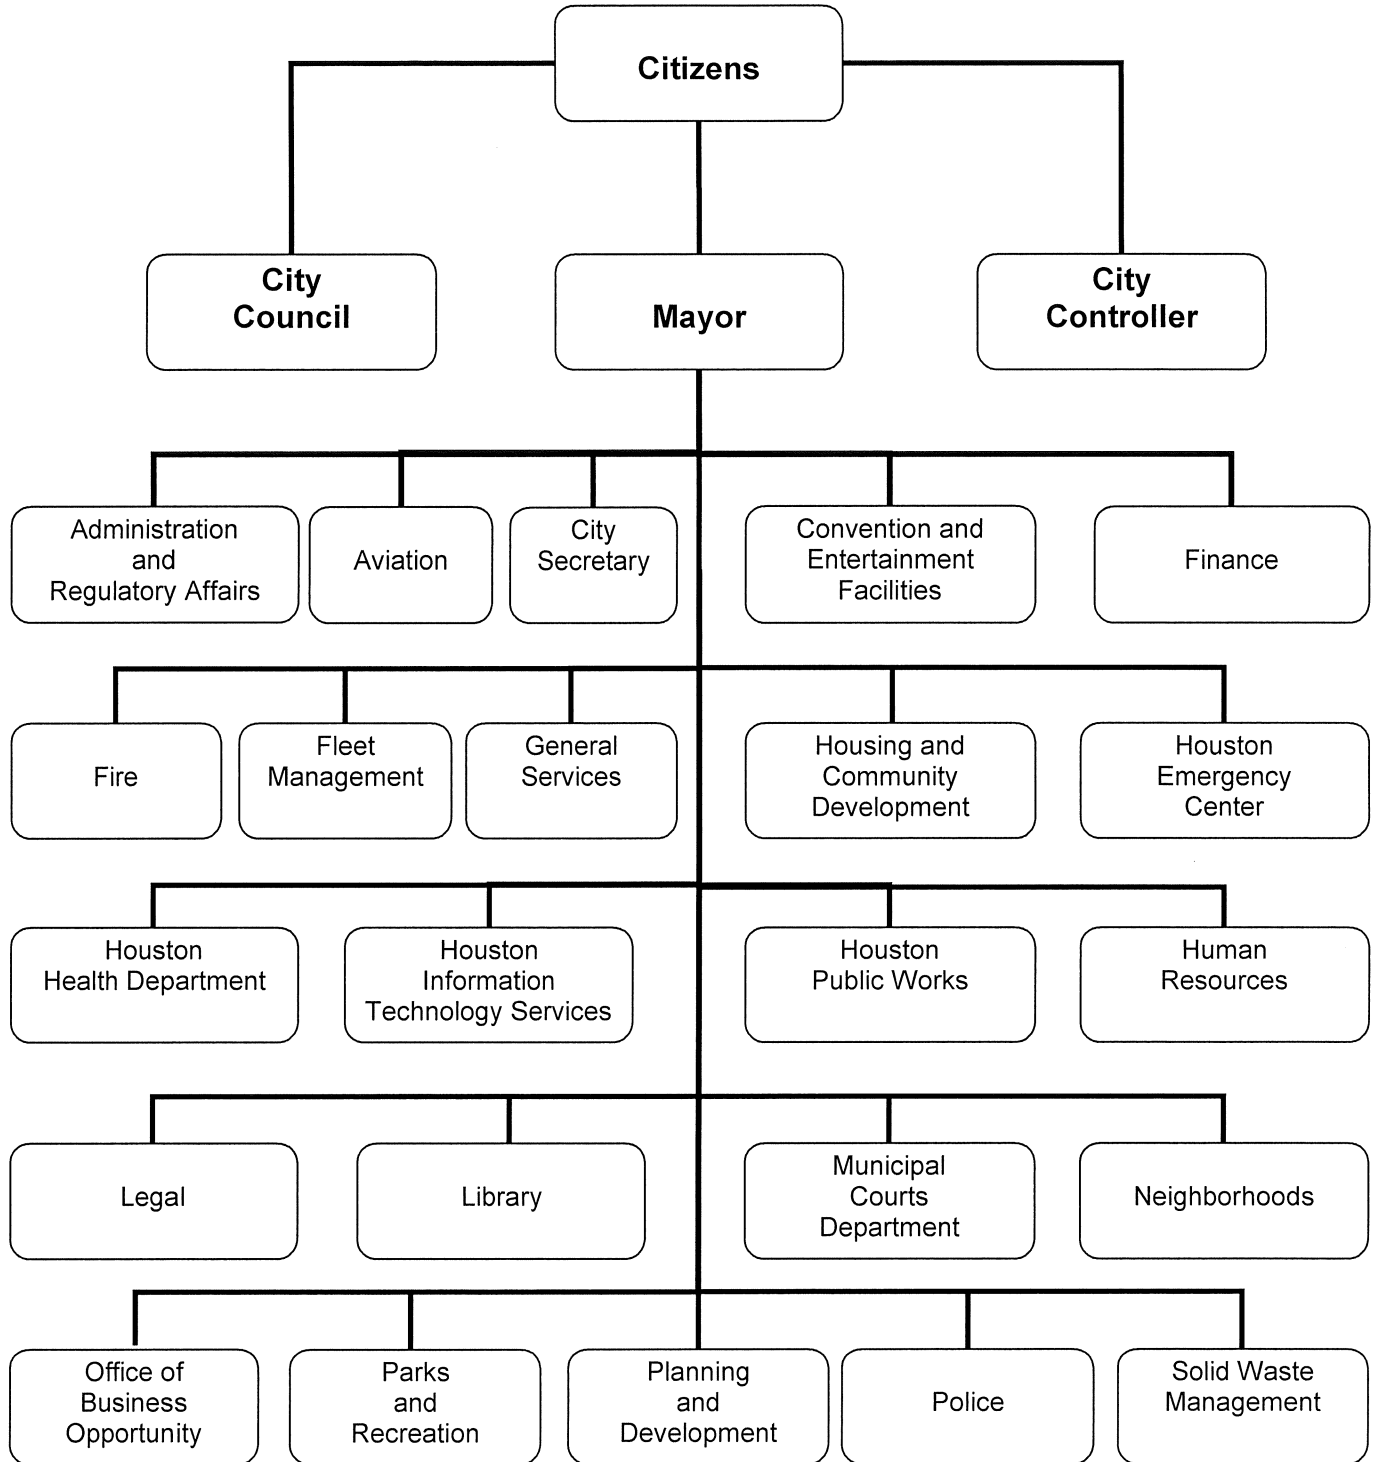 Citizens
City
Council
Mayor
City
Controller
Administration
and
Regulatory Affairs
Aviation
City
Secretary
Convention and
Entertainment
Facilities
Finance
Fire
Fleet
Management
General
Services
Housing and
Community
Development
Houston
Emergency
Center
Houston
Health Department
Houston
Information
Technology Services
Houston
Public Works
Human
Resources
Legal
Library
Municipal
Courts
Department
Neighborhoods
Office of
Business
Opportunity
Parks
and
Recreation
Planning
and
Development
Police
Solid Waste
Management